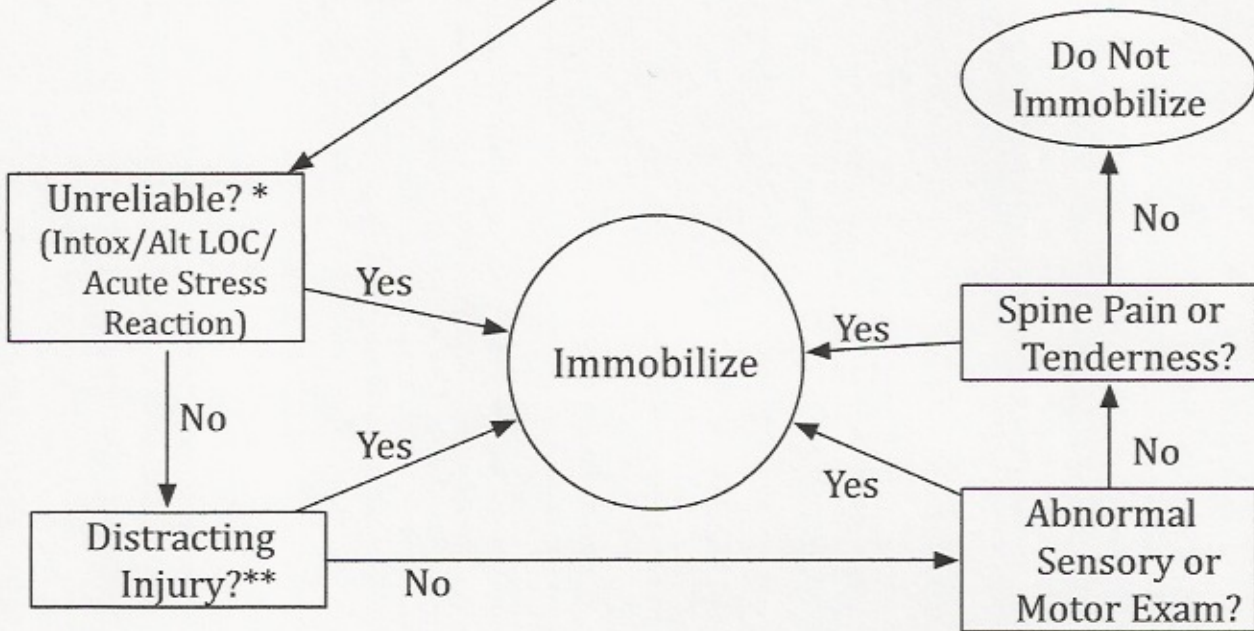 Do Not
Immobilize
No
Unreliable? *
(Intox/Alt LOC/
Acute Stress
Reaction)
Yes
Immobilize
Yes
Spine Pain or
Tenderness?
No
Yes
Yes
No
Distracting
Injury?**
No
Abnormal
Sensory or
Motor Exam?